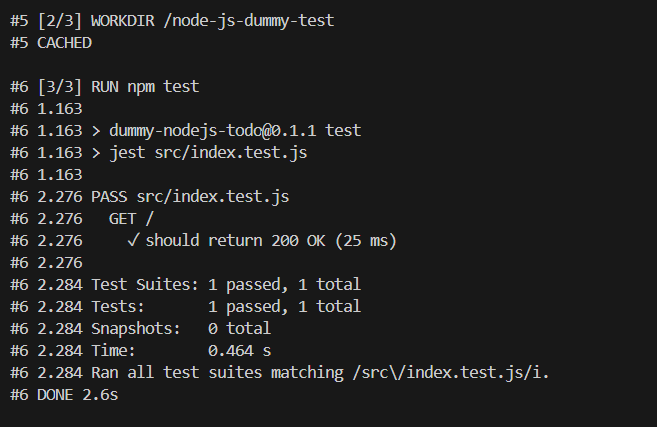 #5 [2/3] WORKDIR /node-js-dummy-test
#5 CACHED
#6 [3/3] RUN npm test
#6 1.163
#6 1.163 > dummy-nodejs-todo@0.1.1 test
#6 1.163 > jest src/index.test.js
#6 1.163
#6 2.276 PASS src/index.test.js
#6 2.276   GET /
#6 2.276     ✓ should return 200 OK (25 ms)
#6 2.276
#6 2.284 Test Suites: 1 passed, 1 total
#6 2.284 Tests:       1 passed, 1 total
#6 2.284 Snapshots:   0 total
#6 2.284 Time:        0.464 s
#6 2.284 Ran all test suites matching /src\/index.test.js/i.
#6 DONE 2.6s